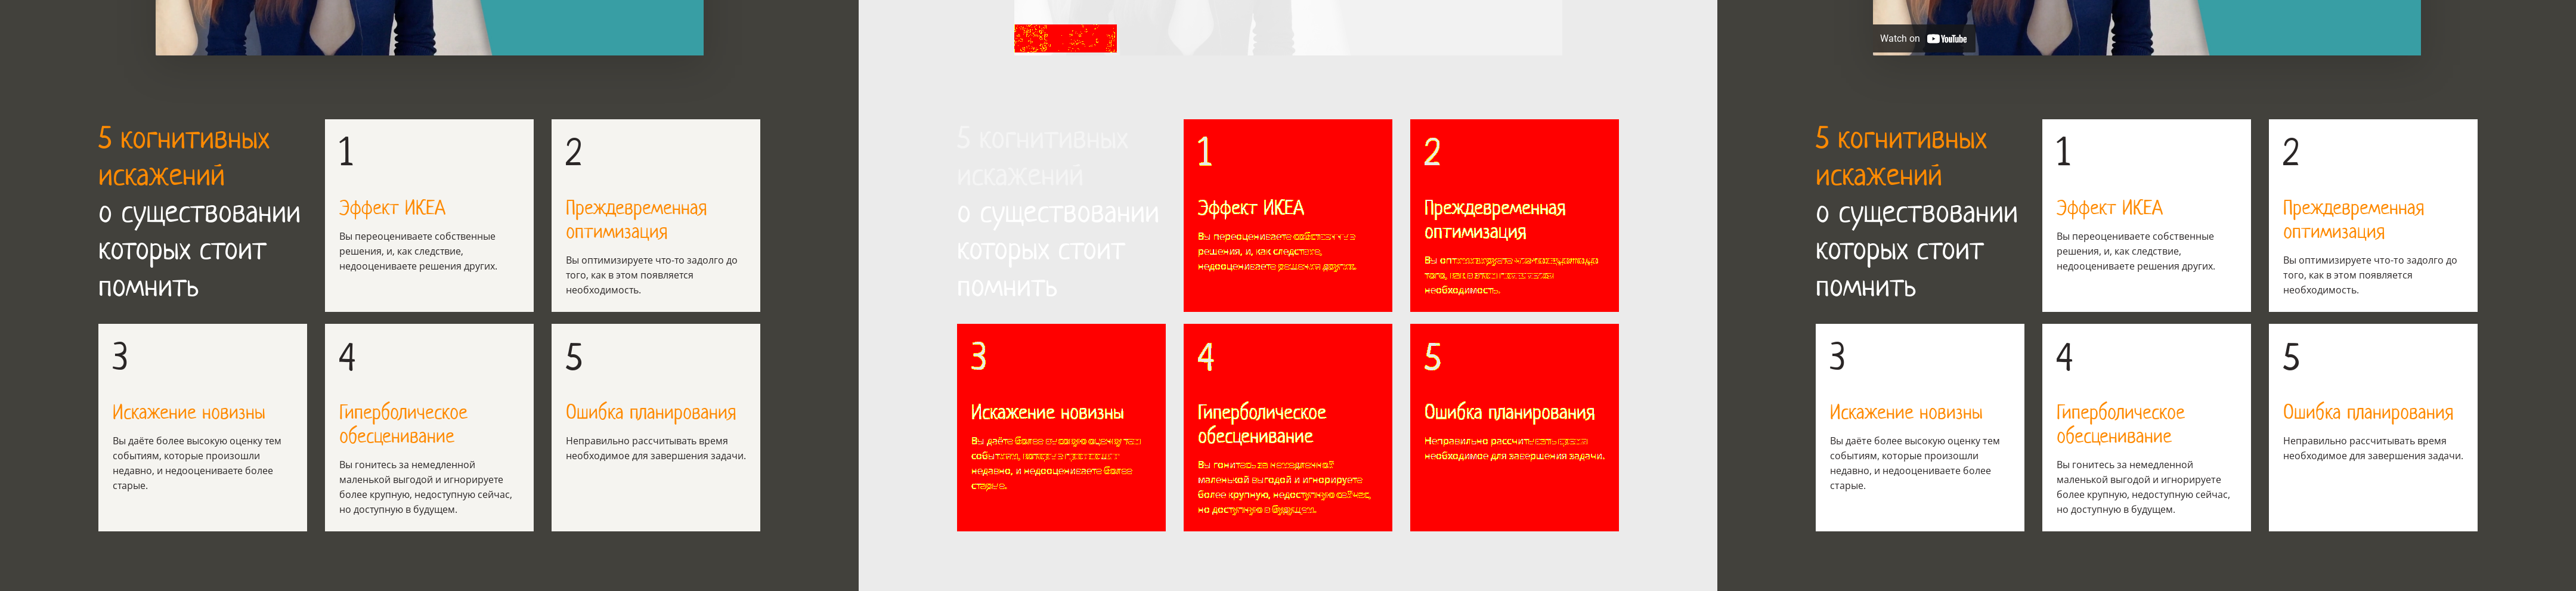 5 когнитивных
искажений
о существовании
которых стоит
помнить
1
Эффект ИКЕА
Вы переоцениваете собственные
решения, и, как следствие,
недооцениваете решения других.
2
Преждевременная
оптимизация
Вы оптимизируете что-то задолго до
того, как в этом появляется
необходимость.
3
Искажение новизны
Вы даёте более высокую оценку тем
событиям, которые произошли
недавно, и недооцениваете более
старые.
4
Гиперболическое
обесценивание
Вы гонитесь за немедленной
маленькой выгодой и игнорируете
более крупную, недоступную сейчас,
но доступную в будущем.
5
Ошибка планирования
Неправильно рассчитывать время
необходимое для завершения задачи.
5 когнитивных
искажений
о существовании
которых стоит
помнить
1
Эффект ИКЕА
Вы переоцениваете
решения, и, как следствие,
недооцениваете решения других.
2
Преждевременная
оптимизация
Вы
того,
необходимость.
3
Искажение новизны
Вы даёте более высокую оценку тем
недавно, и недооцениваете более
старые.
4
Гиперболическое
обесценивание
Вы гонитесь за немедленной
маленькой выгодой и игнорируете
более крупную, недоступную сейчас,
но доступную в будущем.
5
Ошибка планирования
Неправильно рассчитывать
необходимое для завершения задачи.
Watch on YouTube
5 когнитивных
искажений
о существовании
которых стоит
помнить
1
Эффект ИКЕА
Вы переоцениваете собственные
решения, и, как следствие,
недооцениваете решения других.
2
Преждевременная
оптимизация
Вы оптимизируете что-то задолго до
того, как в этом появляется
необходимость.
3
Искажение новизны
Вы даёте более высокую оценку тем
событиям, которые произошли
недавно, и недооцениваете более
старые.
4
Гиперболическое
обесценивание
Вы гонитесь за немедленной
маленькой выгодой и игнорируете
более крупную, недоступную сейчас,
но доступную в будущем.
5
Ошибка планирования
Неправильно рассчитывать время
необходимое для завершения задачи.